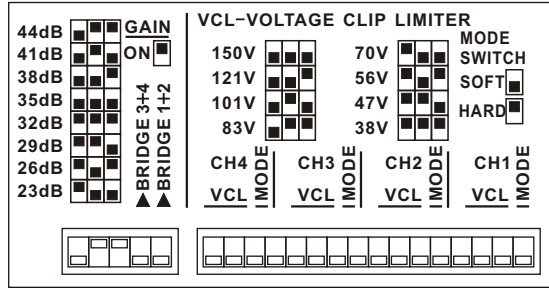 VCL-VOLTAGE CLIP LIMITER
44dB GAIN
41dB ON
38dB
35dB
32dB
29dB
26dB
23dB
▶BRIDGE 3+4
▶BRIDGE 1+2
150V
121V
101V
83V
70V
56V
47V
38V
MODE
SWITCH
SOFT
HARD
CH4 CH3 CH2 CH1
VCL MODE VCL MODE VCL MODE VCL MODE